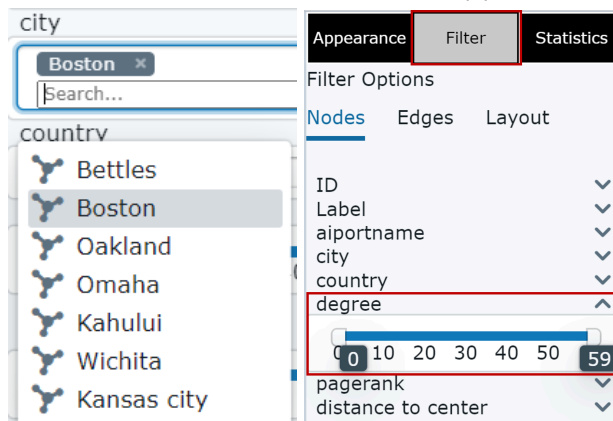 city
Boston ×
Search...
country
Bettles
Boston
Oakland
Omaha
Kahului
Wichita
Kansas city
Appearance Filter Statistics
Filter Options
Nodes Edges Layout
ID
Label
aiportname
city
country
degree
0 10 20 30 40 50
0 59
pagerank
distance to center